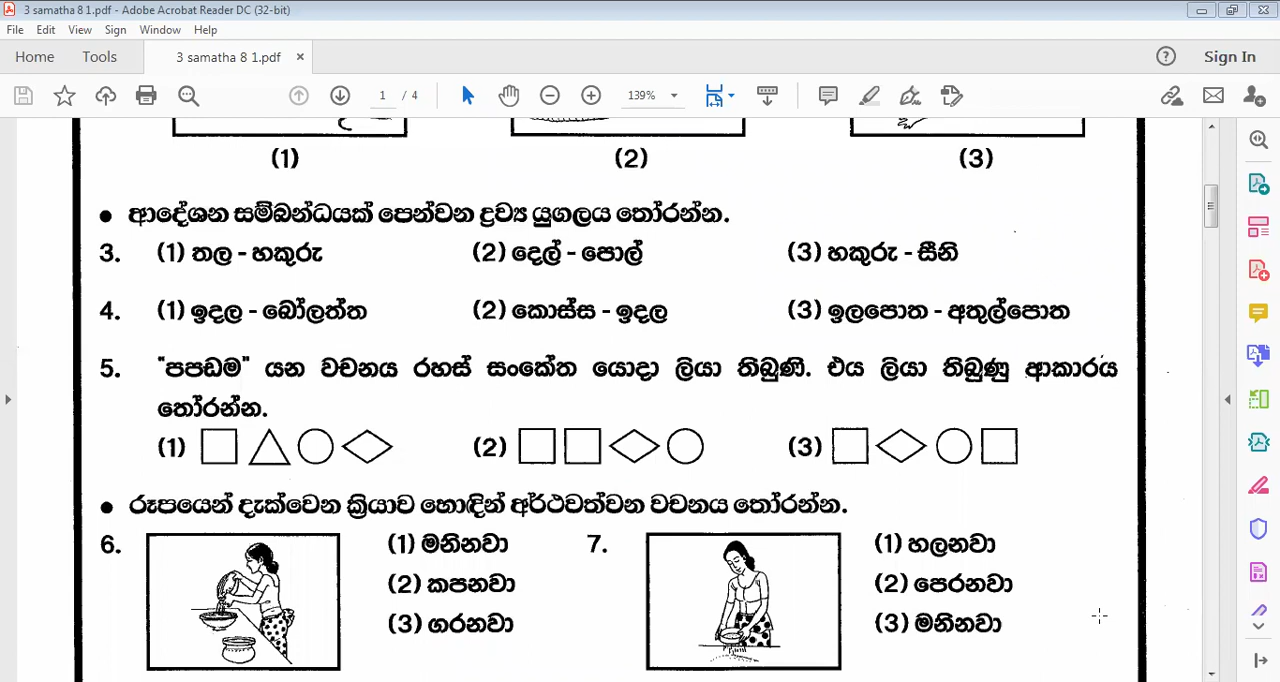 3 samatha 8 1.pdf - Adobe Acrobat Reader DC (32-bit)
File Edit View Sign Window Help
Home Tools 3 samatha 8 1.pdf × Sign In
1 / 4 139%
(1) (2) (3)
• ආදේශන සම්බන්ධයක් පෙන්වන ද්‍රව්‍ය යුගලය තෝරන්න.
3. (1) තල - හකුරු (2) දෙල් - පොල් (3) හකුරු - සීනි
4. (1) ඉදල - බෝලත්ත (2) කොස්ස - ඉදල (3) ඉලපොත - අතුල්පොත
5. "පපඩම" යන වචනය රහස් සංකේත යොදා ලියා තිබුණි. එය ලියා තිබුණු ආකාරය
තෝරන්න.
(1) (2) (3)
• රූපයෙන් දැක්වෙන ක්‍රියාව හොඳින් අර්ථවත්වන වචනය තෝරන්න.
6. (1) මනිනවා 7. (1) හලනවා
(2) කපනවා (2) පෙරනවා
(3) ගරනවා (3) මනිනවා